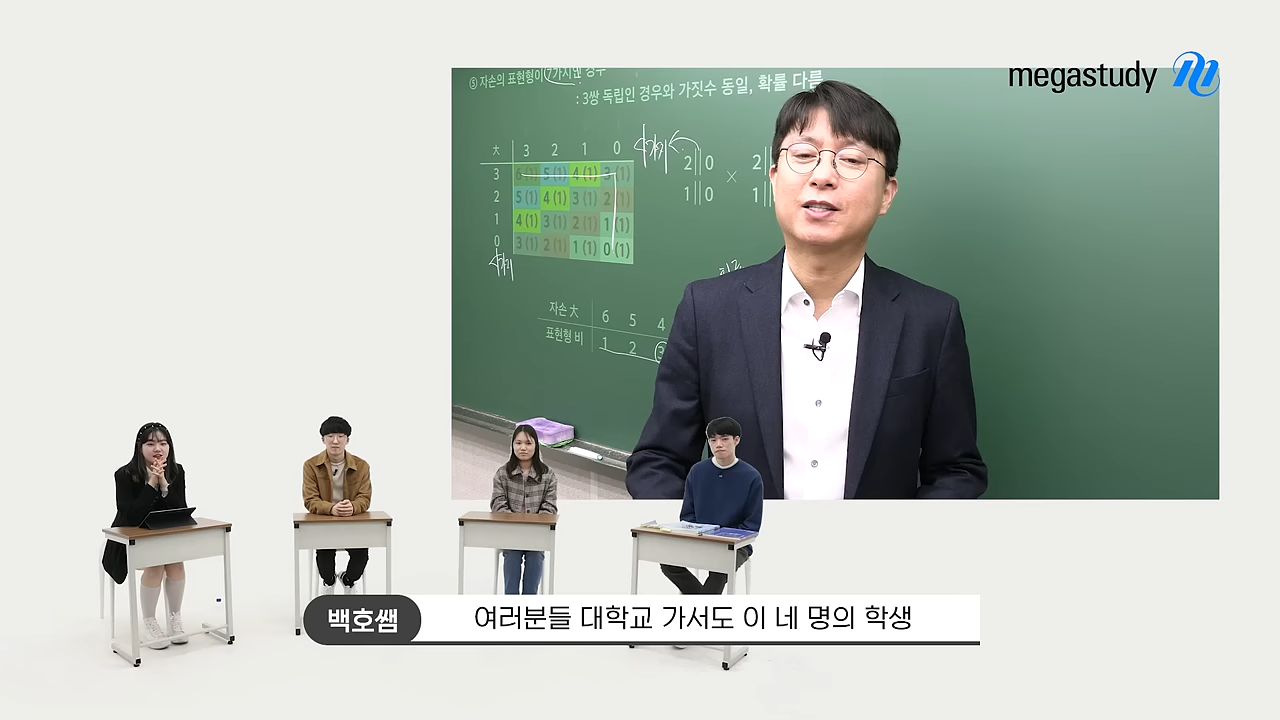 megastudy
⑤ 자손의 표현형이 7가지인 경우
: 3쌍 독립인 경우와 가짓수 동일, 확률 다름
大 3 2 1 0
3 6(1) 5(1) 4(1) 3(1)
2 5(1) 4(1) 3(1) 2(1)
1 4(1) 3(1) 2(1) 1(1)
0 3(1) 2(1) 1(1) 0(1)
2||0 × 2||
1||0 1||
자손 大 6 5 4
표현형 비 1 2 3
백호쌤
여러분들 대학교 가서도 이 네 명의 학생